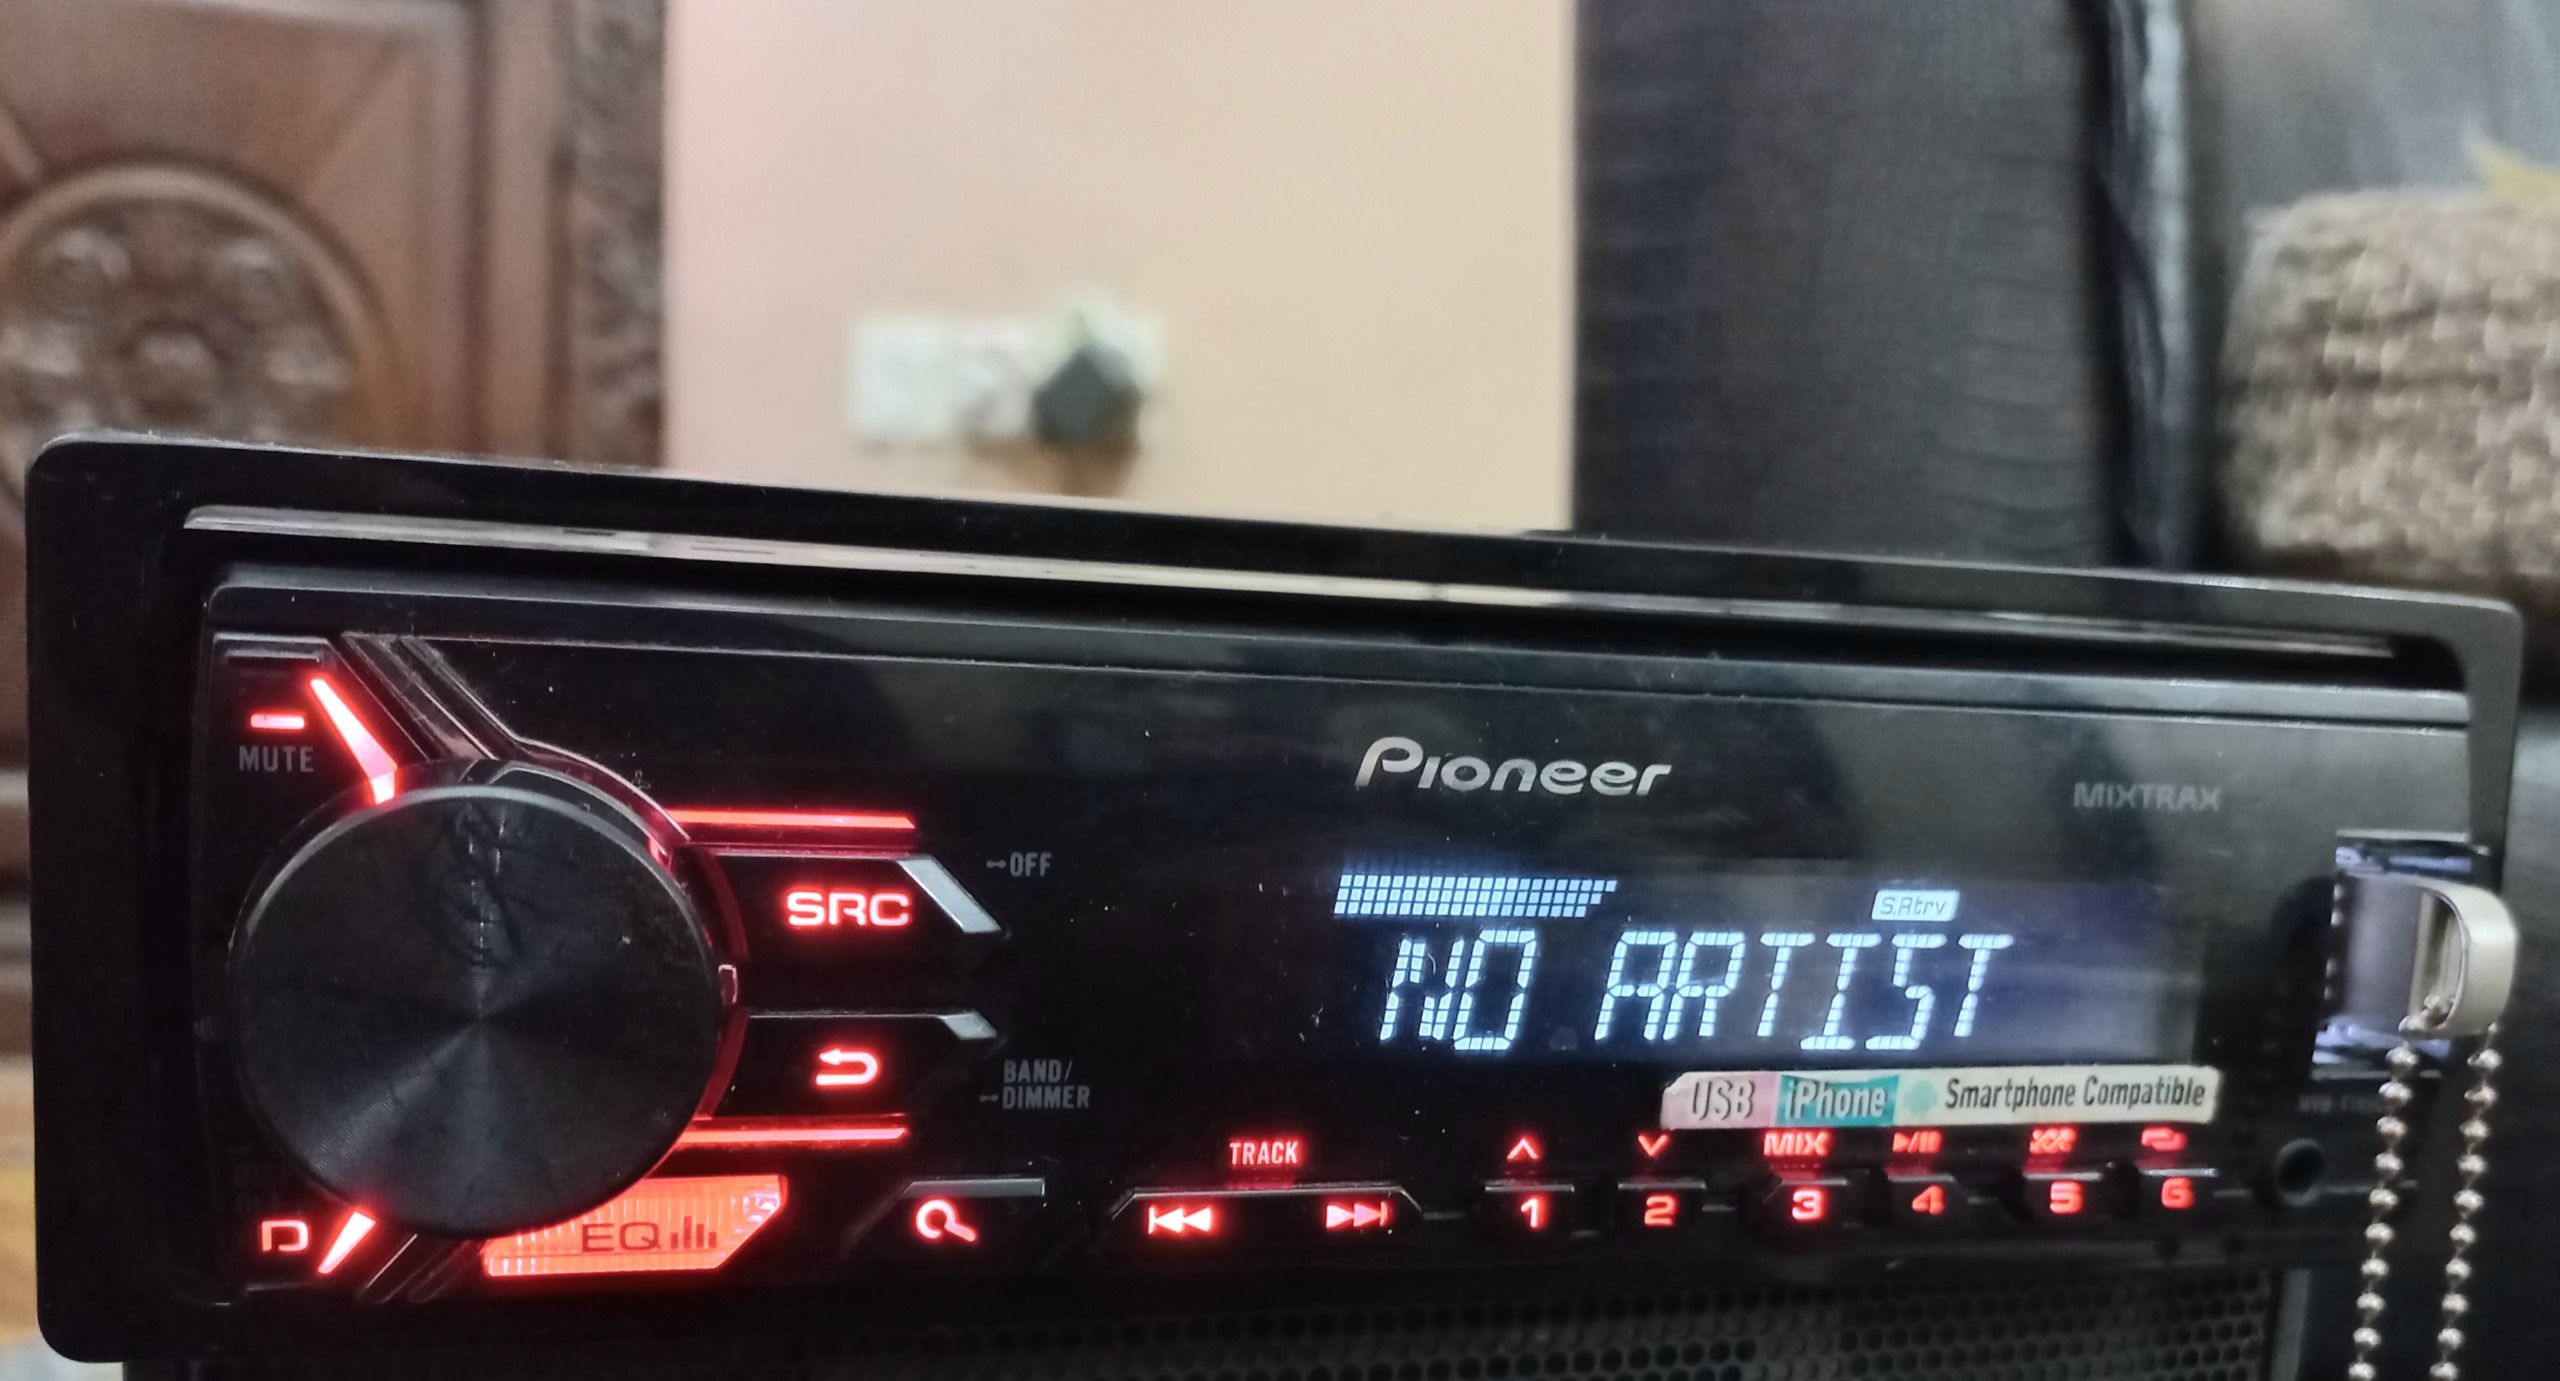 MUTE
Pioneer
MIXTRAX
OFF
SRC
S.Rtrv
NO ARTIST
BAND/
DIMMER
USB iPhone Smartphone Compatible
TRACK
MIX
1 2 3 4 5 6
D
EQ